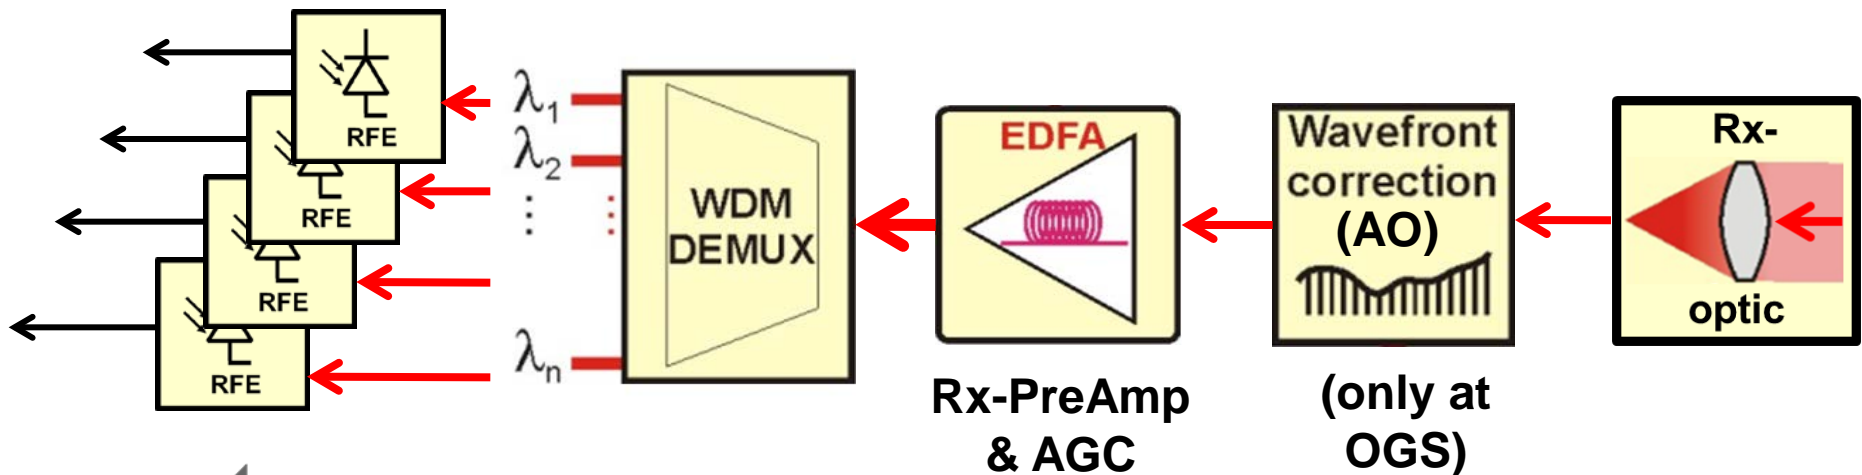 RFE
RFE
RFE
RFE
λ1
λ2
⋮ ⋮
λn
WDM
DEMUX
EDFA
Rx-PreAmp
& AGC
Wavefront
correction
(AO)
(only at
OGS)
Rx-
optic